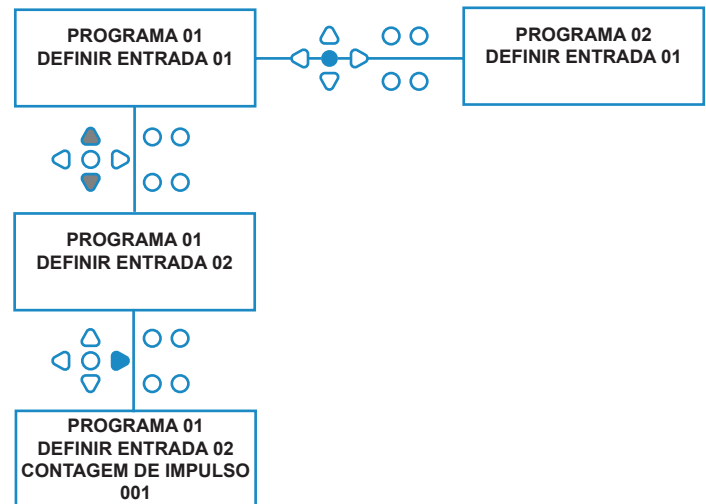 PROGRAMA 01
DEFINIR ENTRADA 01
PROGRAMA 02
DEFINIR ENTRADA 01
PROGRAMA 01
DEFINIR ENTRADA 02
PROGRAMA 01
DEFINIR ENTRADA 02
CONTAGEM DE IMPULSO
001